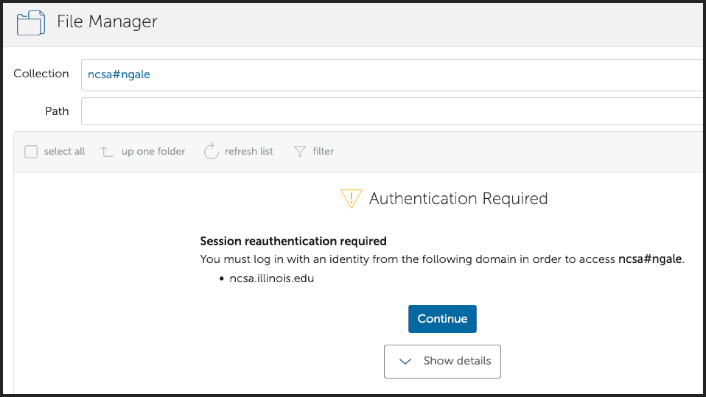 File Manager
Collection
ncsa#ngale
Path
select all up one folder refresh list filter
Authentication Required
Session reauthentication required
You must log in with an identity from the following domain in order to access ncsa#ngale.
• ncsa.illinois.edu
Continue
Show details